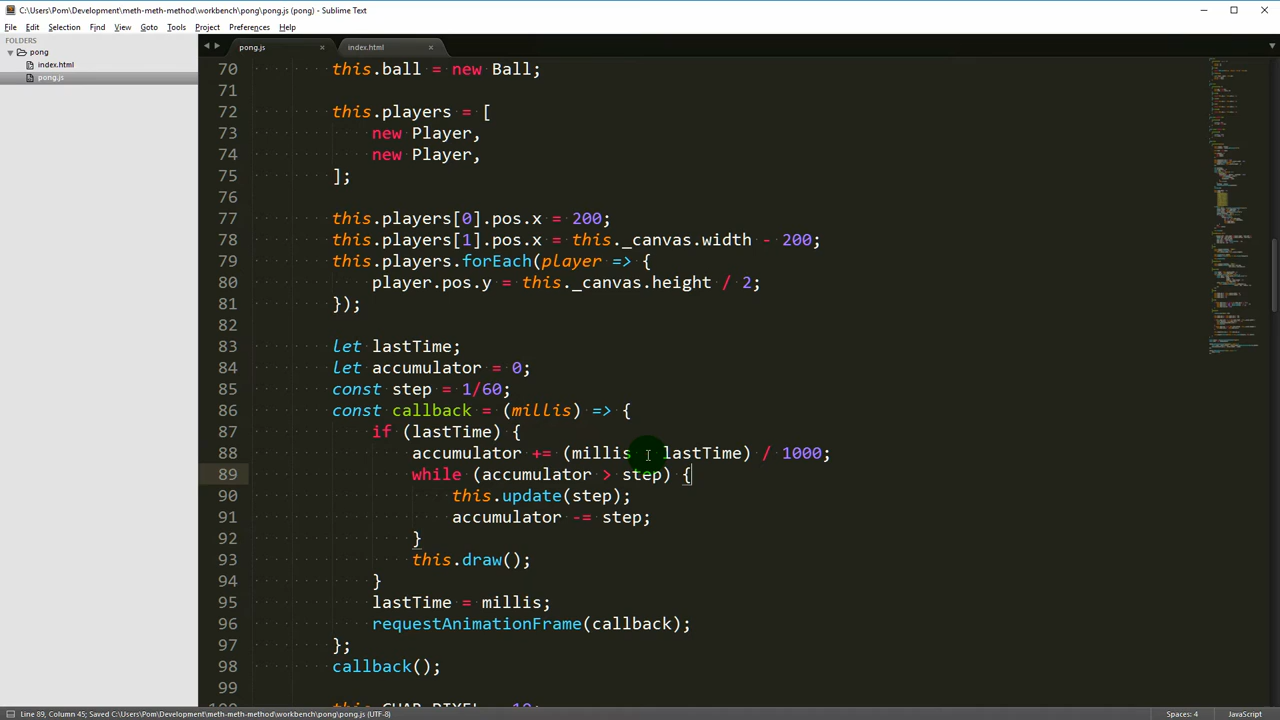 C:\Users\Pom\Development\meth-meth-method\workbench\pong\pong.js (pong) - Sublime Text
File Edit Selection Find View Goto Tools Project Preferences Help
FOLDERS
pong
index.html
pong.js
pong.js × index.html ×
70 this.ball = new Ball;
71
72 this.players = [
73 new Player,
74 new Player,
75 ];
76
77 this.players[0].pos.x = 200;
78 this.players[1].pos.x = this._canvas.width - 200;
79 this.players.forEach(player => {
80 player.pos.y = this._canvas.height / 2;
81 });
82
83 let lastTime;
84 let accumulator = 0;
85 const step = 1/60;
86 const callback = (millis) => {
87 if (lastTime) {
88 accumulator += (millis lastTime) / 1000;
89 while (accumulator > step) {
90 this.update(step);
91 accumulator -= step;
92 }
93 this.draw();
94 }
95 lastTime = millis;
96 requestAnimationFrame(callback);
97 };
98 callback();
99
Line 89, Column 45; Saved C:\Users\Pom\Development\meth-meth-method\workbench\pong\pong.js (UTF-8) Spaces: 4 JavaScript